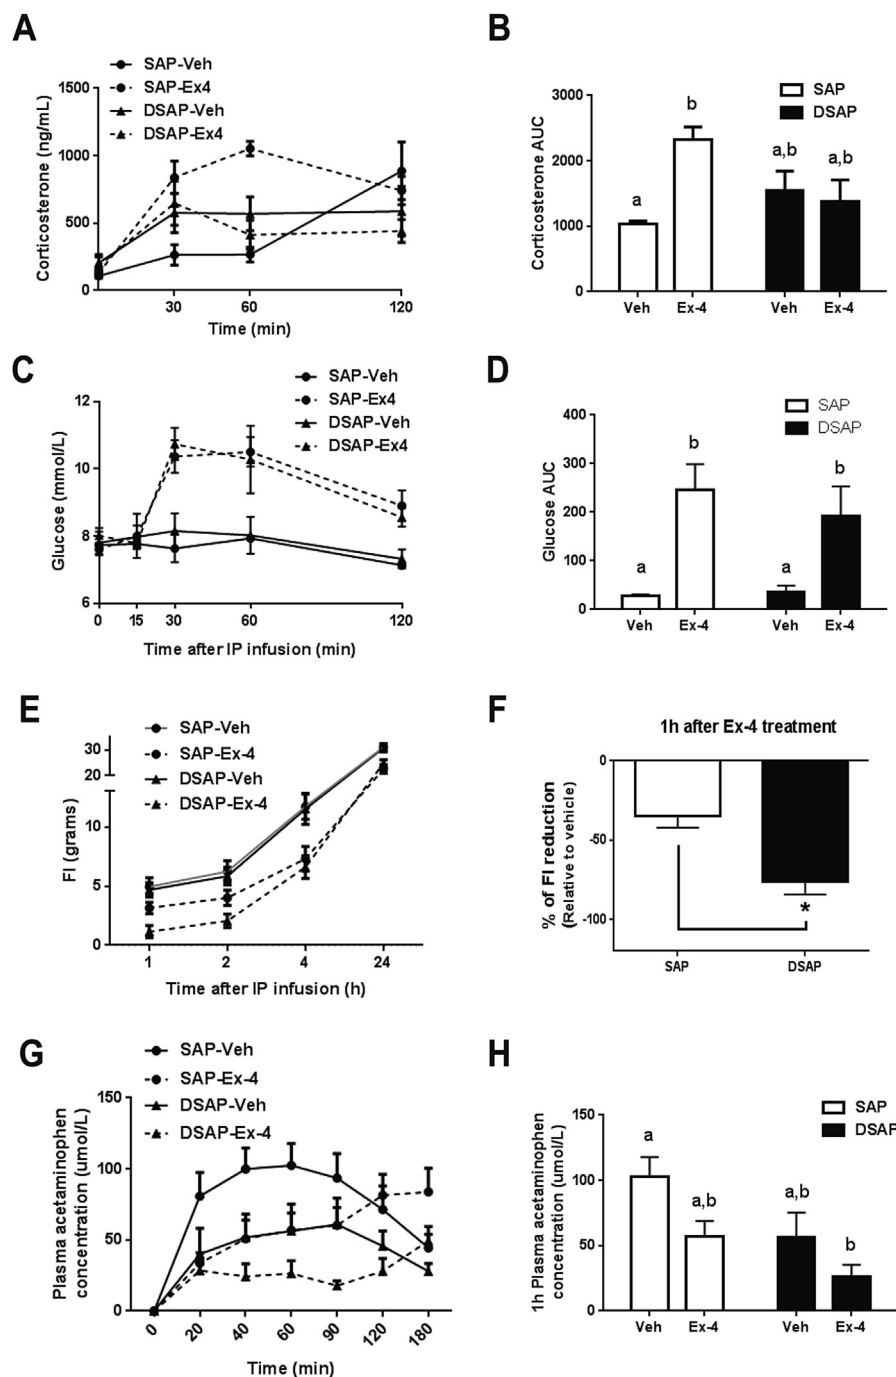 A
SAP-Veh
SAP-Ex4
DSAP-Veh
DSAP-Ex4
Corticosterone (ng/mL)
1500
1000
500
0
30
60
120
Time (min)
B
SAP
DSAP
Corticosterone AUC
3000
2000
1000
0
a
b
a,b
a,b
Veh
Ex-4
Veh
Ex-4
C
SAP-Veh
SAP-Ex4
DSAP-Veh
DSAP-Ex4
Glucose (mmol/L)
12
10
8
6
0
15
30
60
120
Time after IP infusion (min)
D
SAP
DSAP
Glucose AUC
400
300
200
100
0
a
b
a
b
Veh
Ex-4
Veh
Ex-4
E
SAP-Veh
SAP-Ex-4
DSAP-Veh
DSAP-Ex-4
FI (grams)
30
20
10
5
0
1
2
4
24
Time after IP infusion (h)
F
1h after Ex-4 treatment
% of FI reduction
(Relative to vehicle)
0
-50
-100
*
SAP
DSAP
G
SAP-Veh
SAP-Ex-4
DSAP-Veh
DSAP-Ex-4
Plasma acetaminophen
concentration (umol/L)
150
100
50
0
0
20
40
60
90
120
180
Time (min)
H
SAP
DSAP
1h Plasma acetaminophen
concentration (umol/L)
150
100
50
0
a
a,b
a,b
b
Veh
Ex-4
Veh
Ex-4